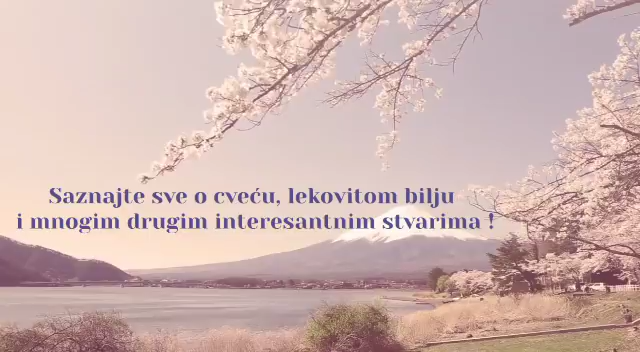 Saznajte sve o cveću, lekovitom bilju
i mnogim drugim interesantnim stvarima !